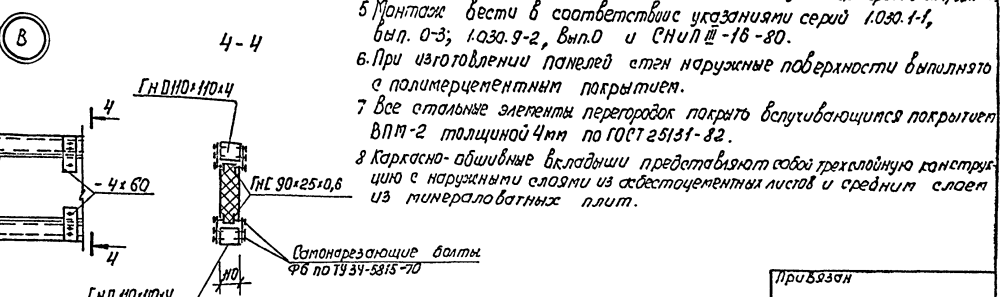 5 Монтаж вести в соответствие указаниями серий 1.030.1-1,
вып. 0-3; 1.030.9-2, Вып.0 и СНиП III-16-80.
6. При изготовлении панелей стен наружные поверхности выполнять
с полимерцементным покрытием.
7 Все стальные элементы перегородок покрыть вспучивающимся покрытием
ВПМ-2 толщиной 4мм по ГОСТ 25131-82.
8 Каркасно-обшивные вкладыши представляют собой трехслойную конструк-
цию с наружными слоями из асбестоцементных листов и средним слоем
из минераловатных плит.
В
4-4
Гн □110×110×4
4
-4×60
ГнС 90×25×0,6
4
Самонарезающие болты
Ф6 по ТУ 34-5815-70
110
Привязан